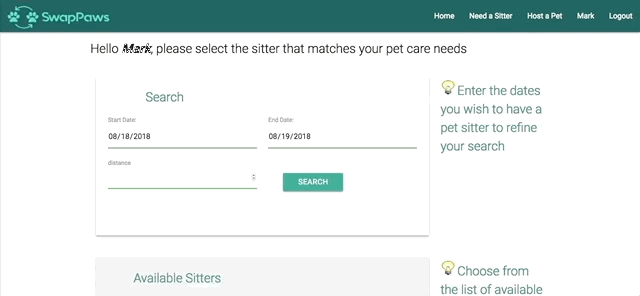 SwapPaws
Home Need a Sitter Host a Pet Mark Logout
Hello Mark, please select the sitter that matches your pet care needs
Search
Start Date: End Date:
08/18/2018 08/19/2018
distance
SEARCH
Enter the dates
you wish to have a
pet sitter to refine
your search
Available Sitters
Choose from
the list of available